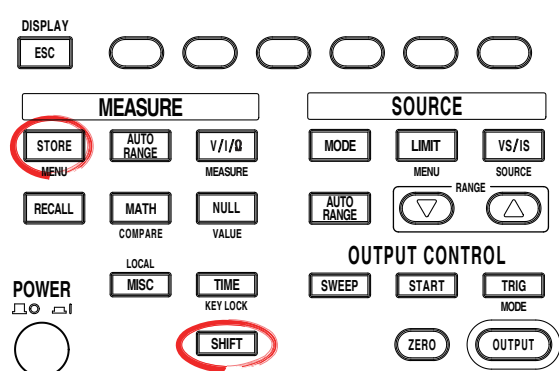 DISPLAY
ESC
MEASURE
SOURCE
STORE
AUTO
RANGE
V/I/Ω
MODE
LIMIT
VS/IS
MENU
MEASURE
MENU
SOURCE
RANGE
RECALL
MATH
NULL
AUTO
RANGE
COMPARE
VALUE
OUTPUT CONTROL
LOCAL
MISC
TIME
SWEEP
START
TRIG
POWER
KEY LOCK
MODE
SHIFT
ZERO
OUTPUT